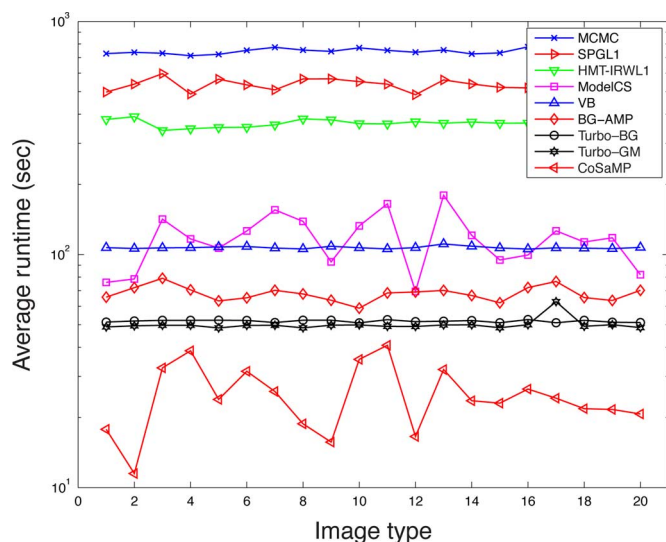 10³
10²
10¹
Average runtime (sec)
MCMC
SPGL1
HMT-IRWL1
ModelCS
VB
BG-AMP
Turbo-BG
Turbo-GM
CoSaMP
0 2 4 6 8 10 12 14 16 18 20
Image type